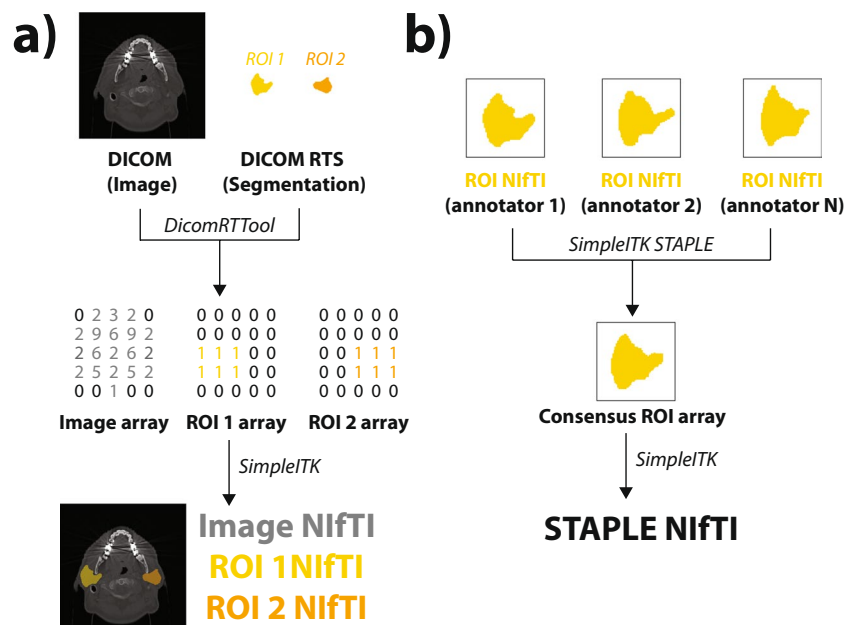 a)
ROI 1 ROI 2
DICOM
(Image)
DICOM RTS
(Segmentation)
DicomRTTool
0 2 3 2 0
2 9 6 9 2
2 6 2 6 2
2 5 2 5 2
0 0 1 0 0
Image array
0 0 0 0 0
0 0 0 0 0
1 1 1 0 0
1 1 1 0 0
0 0 0 0 0
ROI 1 array
0 0 0 0 0
0 0 0 0 0
0 0 1 1 1
0 0 1 1 1
0 0 0 0 0
ROI 2 array
SimpleITK
Image NIfTI
ROI 1NIfTI
ROI 2 NIfTI
b)
ROI NIfTI
(annotator 1)
ROI NIfTI
(annotator 2)
ROI NIfTI
(annotator N)
SimpleITK STAPLE
Consensus ROI array
SimpleITK
STAPLE NIfTI